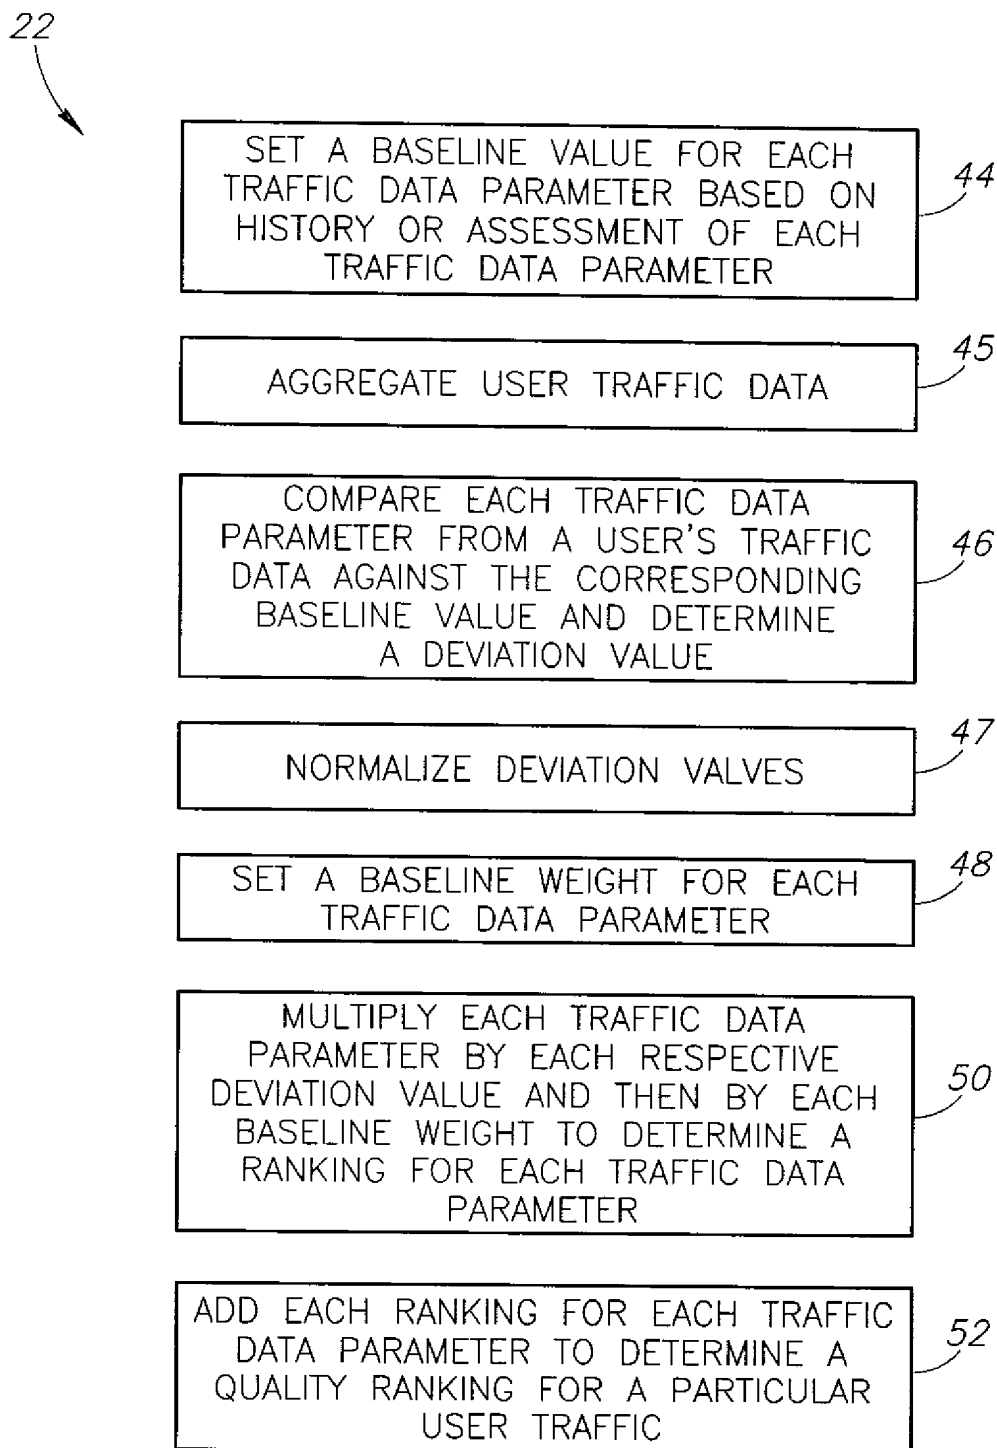 22
SET A BASELINE VALUE FOR EACH
TRAFFIC DATA PARAMETER BASED ON
HISTORY OR ASSESSMENT OF EACH
TRAFFIC DATA PARAMETER
44
AGGREGATE USER TRAFFIC DATA
45
COMPARE EACH TRAFFIC DATA
PARAMETER FROM A USER'S TRAFFIC
DATA AGAINST THE CORRESPONDING
BASELINE VALUE AND DETERMINE
A DEVIATION VALUE
46
NORMALIZE DEVIATION VALVES
47
SET A BASELINE WEIGHT FOR EACH
TRAFFIC DATA PARAMETER
48
MULTIPLY EACH TRAFFIC DATA
PARAMETER BY EACH RESPECTIVE
DEVIATION VALUE AND THEN BY EACH
BASELINE WEIGHT TO DETERMINE A
RANKING FOR EACH TRAFFIC DATA
PARAMETER
50
ADD EACH RANKING FOR EACH TRAFFIC
DATA PARAMETER TO DETERMINE A
QUALITY RANKING FOR A PARTICULAR
USER TRAFFIC
52